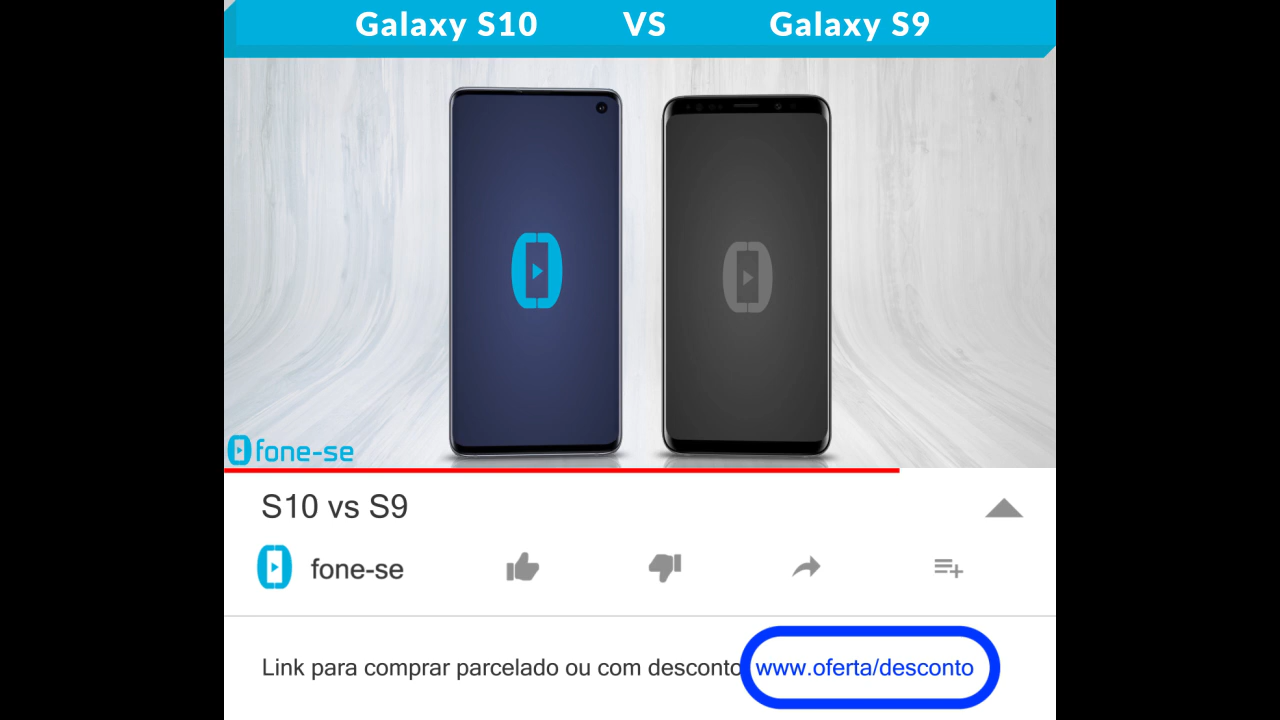 Galaxy S10 VS Galaxy S9
fone-se
S10 vs S9
fone-se
Link para comprar parcelado ou com desconto www.oferta/desconto